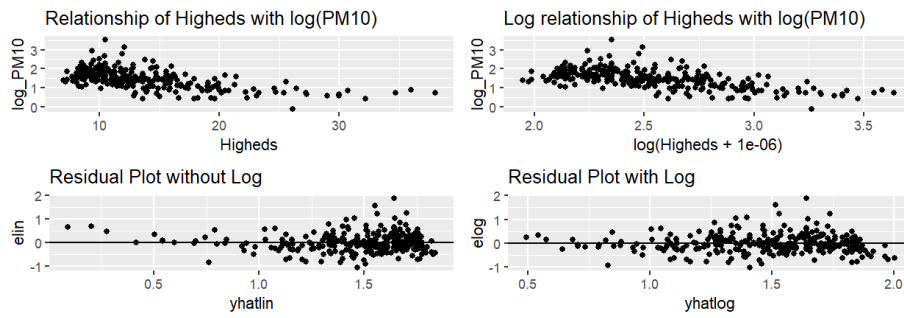 Relationship of Higheds with log(PM10)
log_PM10
3
2
1
0
10
20
30
Higheds
Log relationship of Higheds with log(PM10)
log_PM10
3
2
1
0
2.0
2.5
3.0
3.5
log(Higheds + 1e-06)
Residual Plot without Log
elin
2
1
0
-1
0.5
1.0
1.5
yhatlin
Residual Plot with Log
elog
2
1
0
-1
0.5
1.0
1.5
2.0
yhatlog